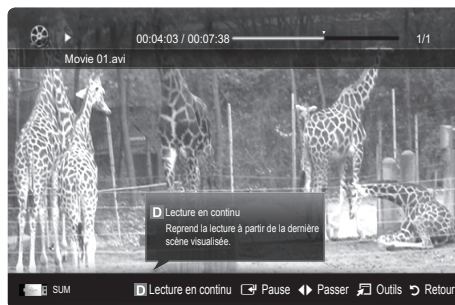 00:04:03 / 00:07:38 1/1
Movie 01.avi
D Lecture en continu
Reprend la lecture à partir de la dernière
scène visualisée.
SUM D Lecture en continu Pause Passer Outils Retour